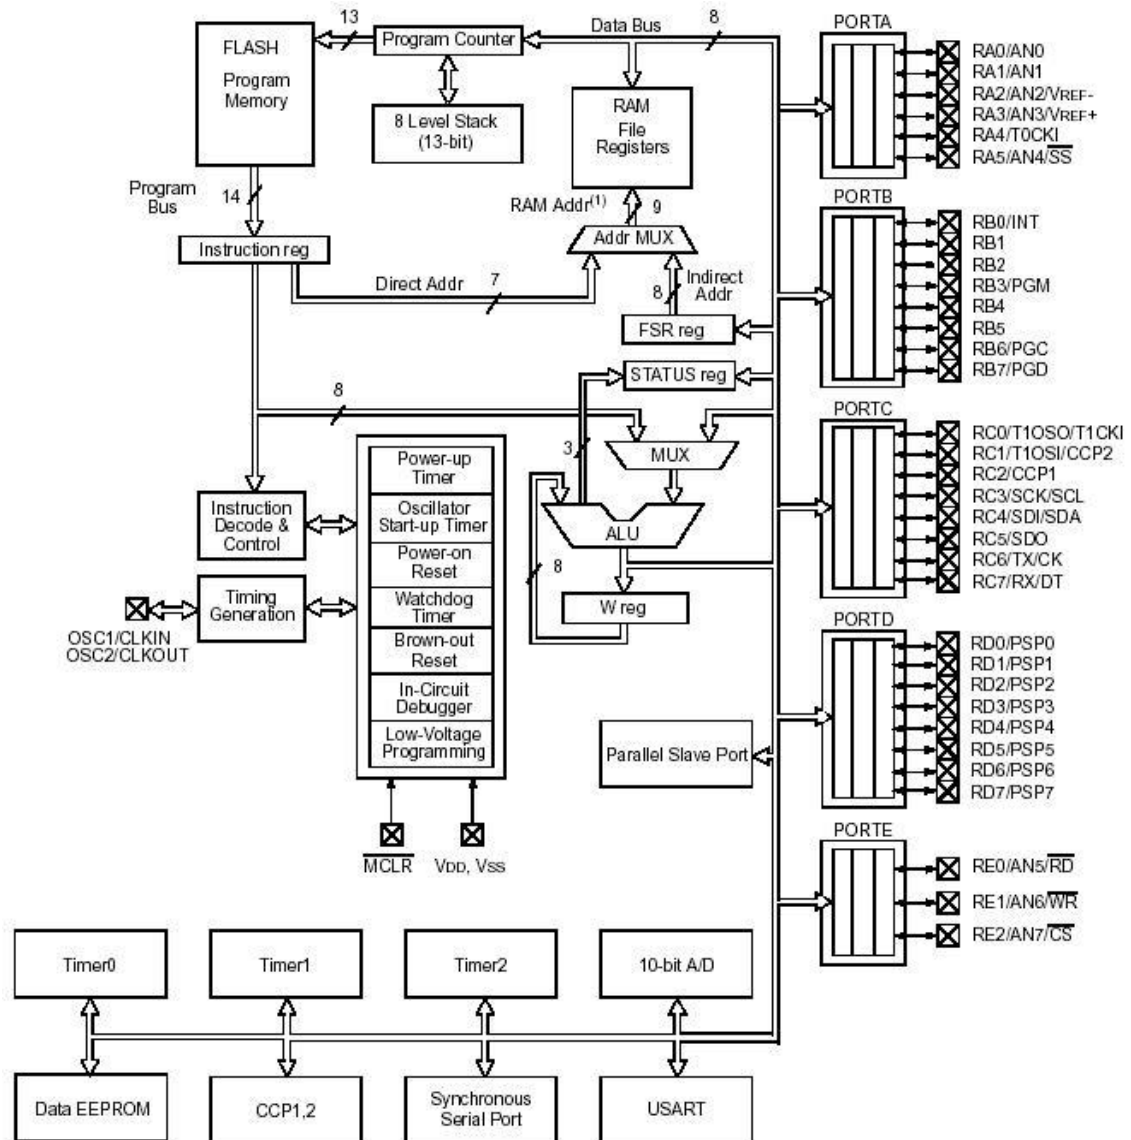 13
Data Bus
8
PORTA
FLASH
Program
Memory
Program Counter
8 Level Stack
(13-bit)
RAM
File
Registers
RA0/AN0
RA1/AN1
RA2/AN2/VREF-
RA3/AN3/VREF+
RA4/T0CKI
RA5/AN4/SS
Program
Bus
14
RAM Addr(1)
9
PORTB
Instruction reg
Addr MUX
RB0/INT
RB1
RB2
RB3/PGM
RB4
RB5
RB6/PGC
RB7/PGD
Direct Addr
7
8
Indirect
Addr
FSR reg
STATUS reg
8
3
MUX
PORTC
RC0/T1OSO/T1CKI
RC1/T1OSI/CCP2
RC2/CCP1
RC3/SCK/SCL
RC4/SDI/SDA
RC5/SDO
RC6/TX/CK
RC7/RX/DT
Power-up
Timer
Oscillator
Start-up Timer
Power-on
Reset
Watchdog
Timer
Brown-out
Reset
In-Circuit
Debugger
Low-Voltage
Programming
Instruction
Decode &
Control
ALU
8
W reg
Timing
Generation
OSC1/CLKIN
OSC2/CLKOUT
PORTD
RD0/PSP0
RD1/PSP1
RD2/PSP2
RD3/PSP3
RD4/PSP4
RD5/PSP5
RD6/PSP6
RD7/PSP7
Parallel Slave Port
MCLR
VDD, VSS
PORTE
RE0/AN5/RD
RE1/AN6/WR
RE2/AN7/CS
Timer0
Timer1
Timer2
10-bit A/D
Data EEPROM
CCP1,2
Synchronous
Serial Port
USART